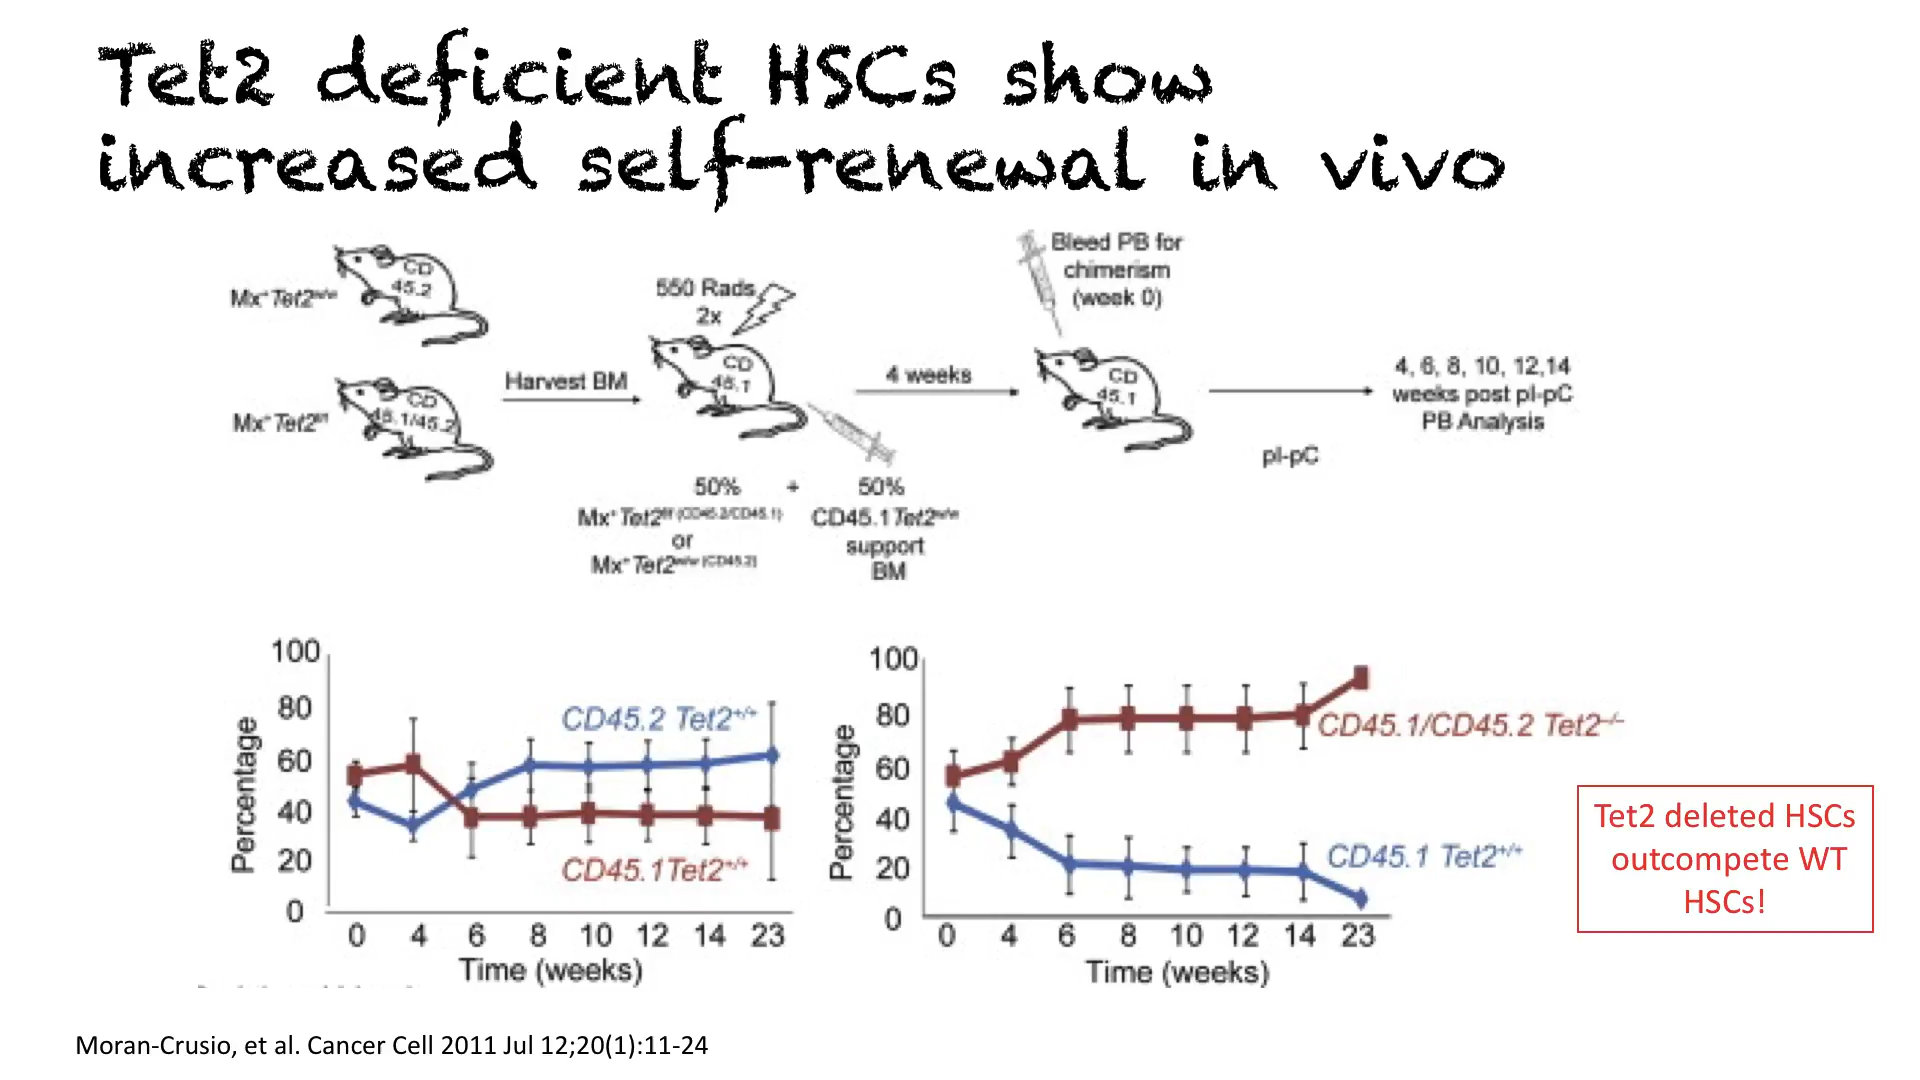 Tet2 deficient HSCs show
increased self-renewal in vivo
CD
45.2
Mx⁺Tet2ʷ/ʷ
CD
45.1/45.2
Mx⁺Tet2ᶠ/ᶠ
Harvest BM
550 Rads
2x
CD
45.1
50% + 50%
Mx⁺Tet2f/f (CD45.2/CD45.1) CD45.1Tet2w/w
or support
Mx⁺Tet2w/w (CD45.2) BM
4 weeks
Bleed PB for
chimerism
(week 0)
CD
45.1
pI-pC
4, 6, 8, 10, 12,14
weeks post pI-pC
PB Analysis
Percentage
100
80
60
40
20
0
CD45.2 Tet2+/+
CD45.1Tet2+/+
0 4 6 8 10 12 14 23
Time (weeks)
Percentage
100
80
60
40
20
0
CD45.1/CD45.2 Tet2–/–
CD45.1 Tet2+/+
0 4 6 8 10 12 14 23
Time (weeks)
Tet2 deleted HSCs
outcompete WT
HSCs!
Moran-Crusio, et al. Cancer Cell 2011 Jul 12;20(1):11-24